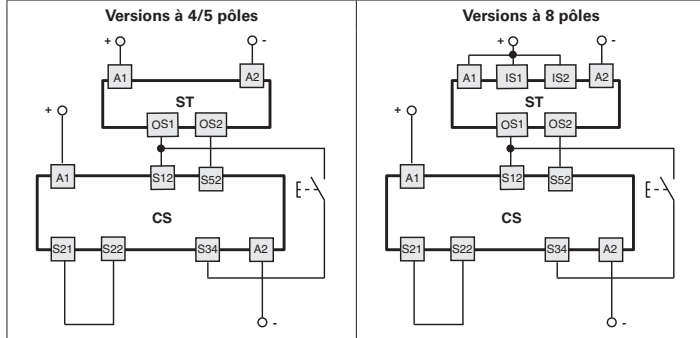 Versions à 4/5 pôles
+ -
A1 A2
ST
+
OS1 OS2
A1 S12 S52
CS
S21 S22 S34 A2
-
Versions à 8 pôles
+ -
A1 IS1 IS2 A2
ST
+
OS1 OS2
A1 S12 S52
CS
S21 S22 S34 A2
-